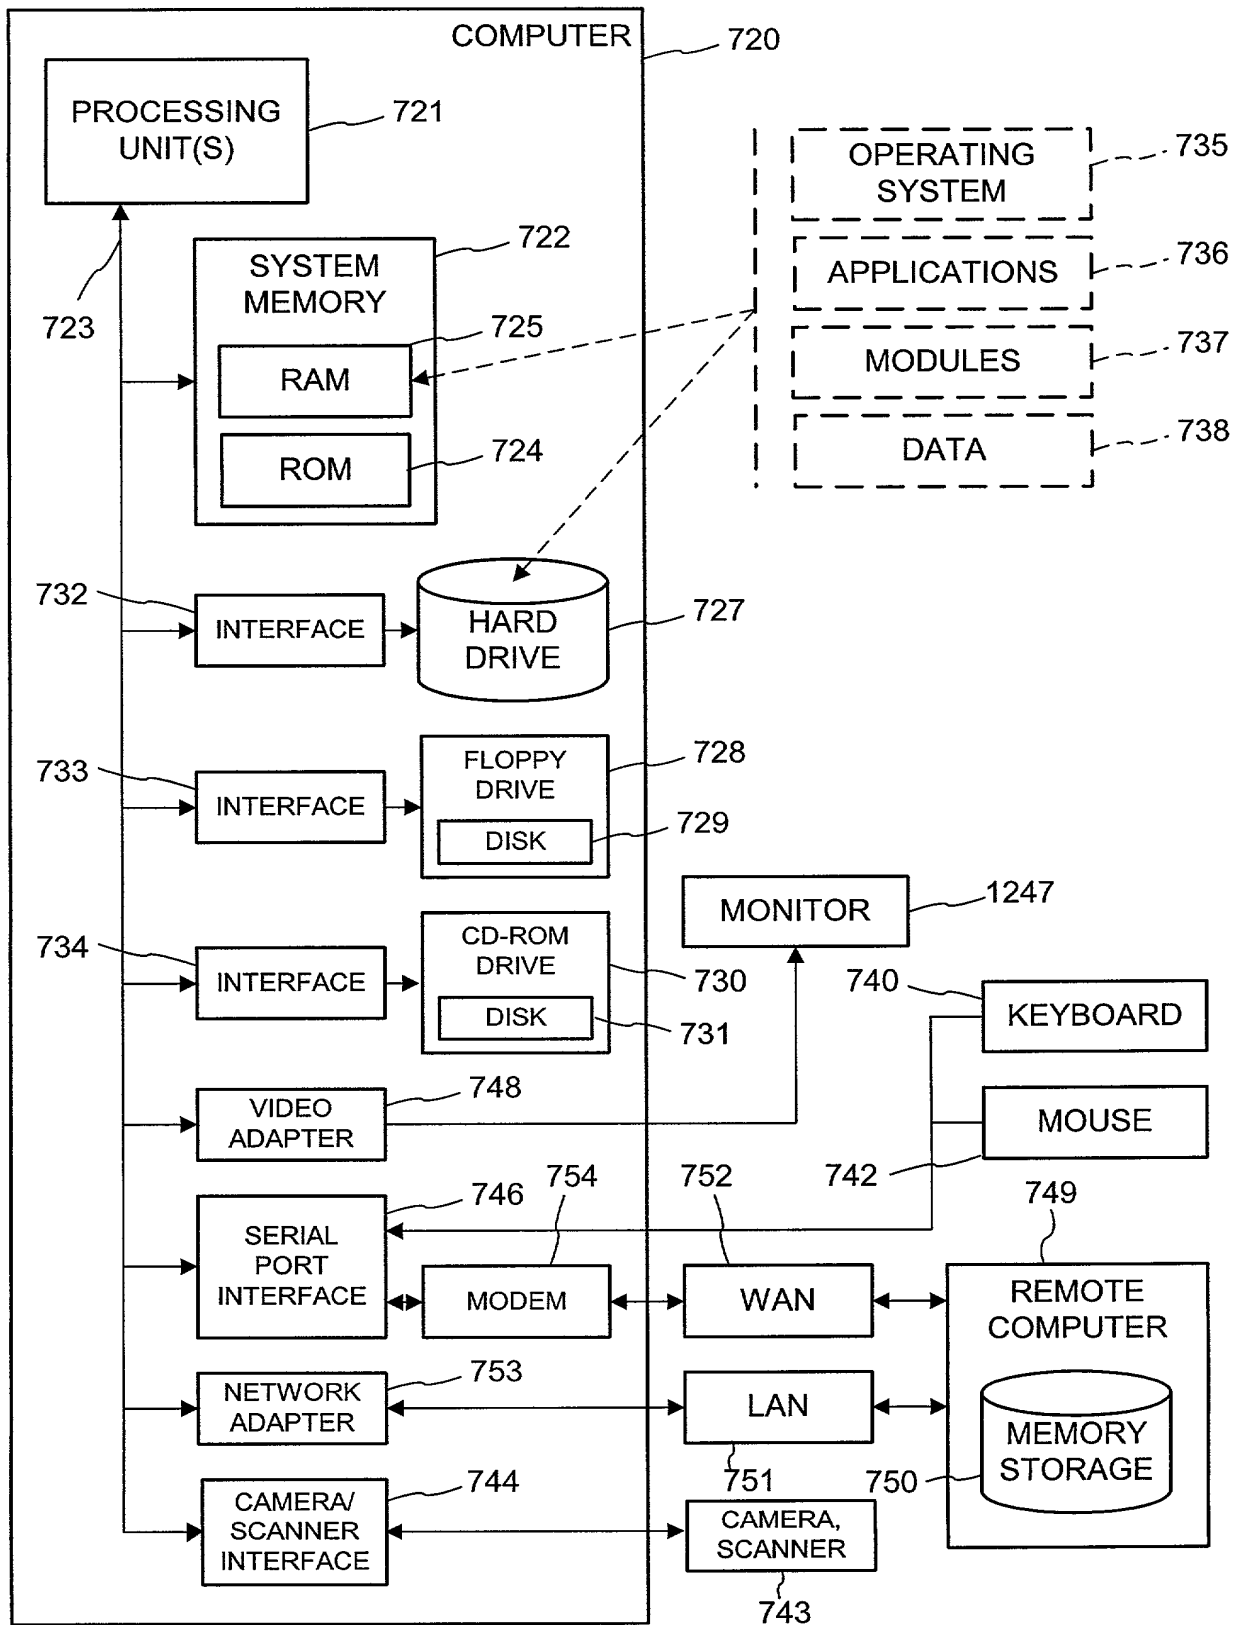 COMPUTER
720
PROCESSING
UNIT(S)
721
723
SYSTEM
MEMORY
722
RAM
725
ROM
724
OPERATING
SYSTEM
735
APPLICATIONS
736
MODULES
737
DATA
738
732
INTERFACE
HARD
DRIVE
727
733
INTERFACE
FLOPPY
DRIVE
728
DISK
729
734
INTERFACE
CD-ROM
DRIVE
730
DISK
731
MONITOR
1247
740
KEYBOARD
MOUSE
742
VIDEO
ADAPTER
748
SERIAL
PORT
INTERFACE
746
754
MODEM
752
WAN
749
REMOTE
COMPUTER
MEMORY
STORAGE
750
NETWORK
ADAPTER
753
LAN
751
CAMERA/
SCANNER
INTERFACE
744
CAMERA,
SCANNER
743